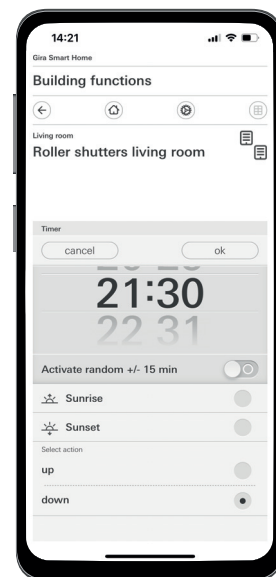 14:21
Gira Smart Home
Building functions
Living room
Roller shutters living room
Timer
cancel ok
21:30
22 31
Activate random +/- 15 min
Sunrise
Sunset
Select action
up
down